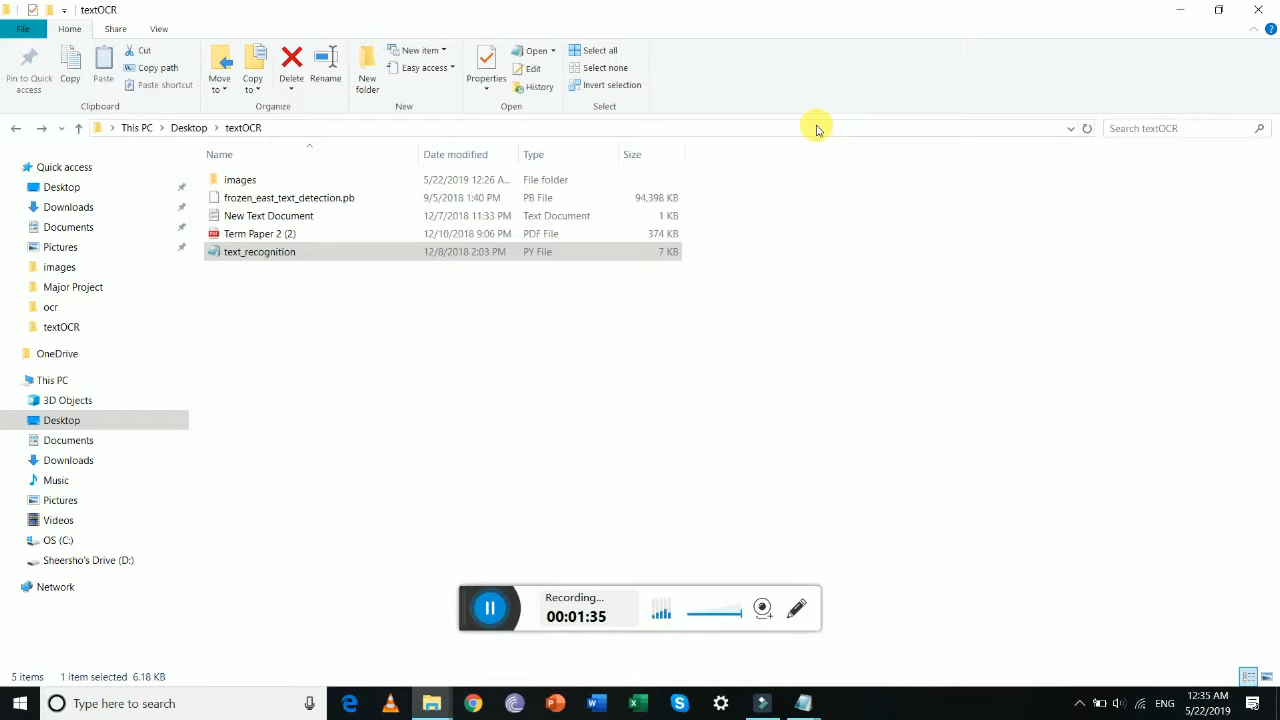 textOCR
File Home Share View
Pin to Quick access
Copy
Paste
Cut
Copy path
Paste shortcut
Clipboard
Move to
Copy to
Delete
Rename
Organize
New folder
New item
Easy access
New
Properties
Open
Edit
History
Open
Select all
Select none
Invert selection
Select
This PC > Desktop > textOCR
Search textOCR
Name Date modified Type Size
images 5/22/2019 12:26 A... File folder
frozen_east_text_detection.pb 9/5/2018 1:40 PM PB File 94,398 KB
New Text Document 12/7/2018 11:33 PM Text Document 1 KB
Term Paper 2 (2) 12/10/2018 9:06 PM PDF File 374 KB
text_recognition 12/8/2018 2:03 PM PY File 7 KB
Quick access
Desktop
Downloads
Documents
Pictures
images
Major Project
ocr
textOCR
OneDrive
This PC
3D Objects
Desktop
Documents
Downloads
Music
Pictures
Videos
OS (C:)
Sheersho's Drive (D:)
Network
Recording...
00:01:35
5 items 1 item selected 6.18 KB
Type here to search
ENG
12:35 AM
5/22/2019